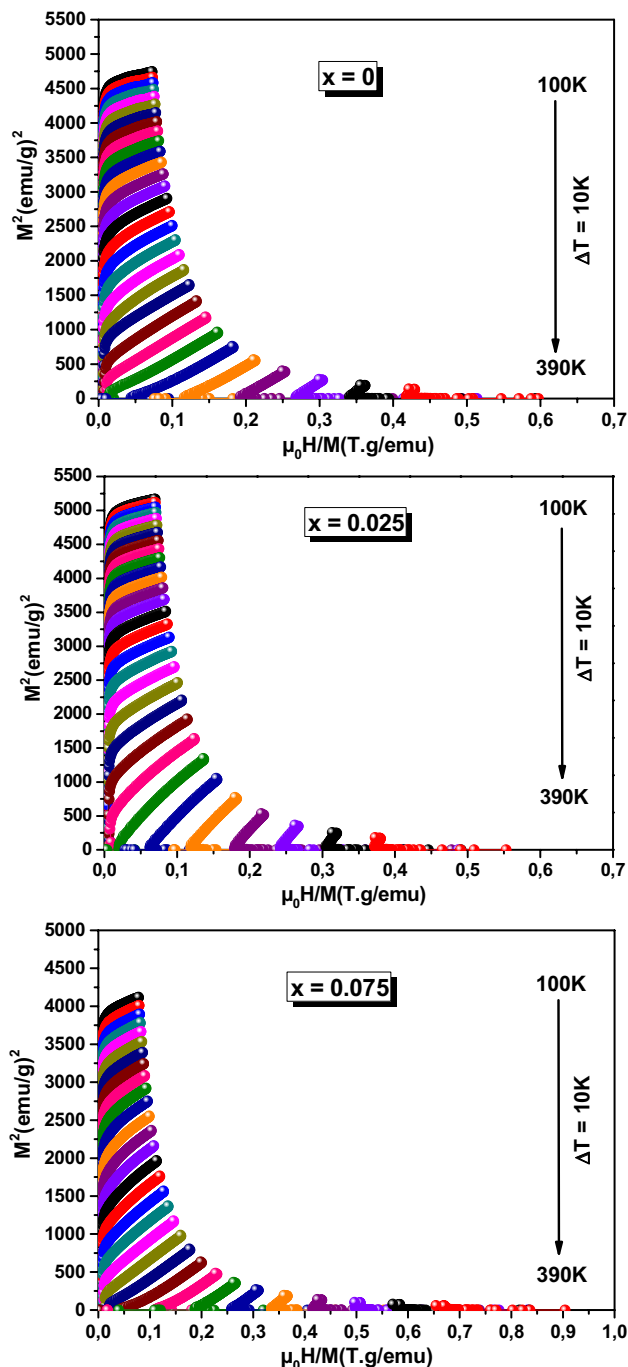 5500
5000
4500
4000
3500
3000
2500
2000
1500
1000
500
0
M²(emu/g)²
x = 0
100K
ΔT = 10K
390K
0,0 0,1 0,2 0,3 0,4 0,5 0,6 0,7
μ₀H/M(T.g/emu)
5500
5000
4500
4000
3500
3000
2500
2000
1500
1000
500
0
M²(emu/g)²
x = 0.025
100K
ΔT = 10K
390K
0,0 0,1 0,2 0,3 0,4 0,5 0,6 0,7
μ₀H/M(T.g/emu)
5000
4500
4000
3500
3000
2500
2000
1500
1000
500
0
M²(emu/g)²
x = 0.075
100K
ΔT = 10K
390K
0,0 0,1 0,2 0,3 0,4 0,5 0,6 0,7 0,8 0,9 1,0
μ₀H/M(T.g/emu)